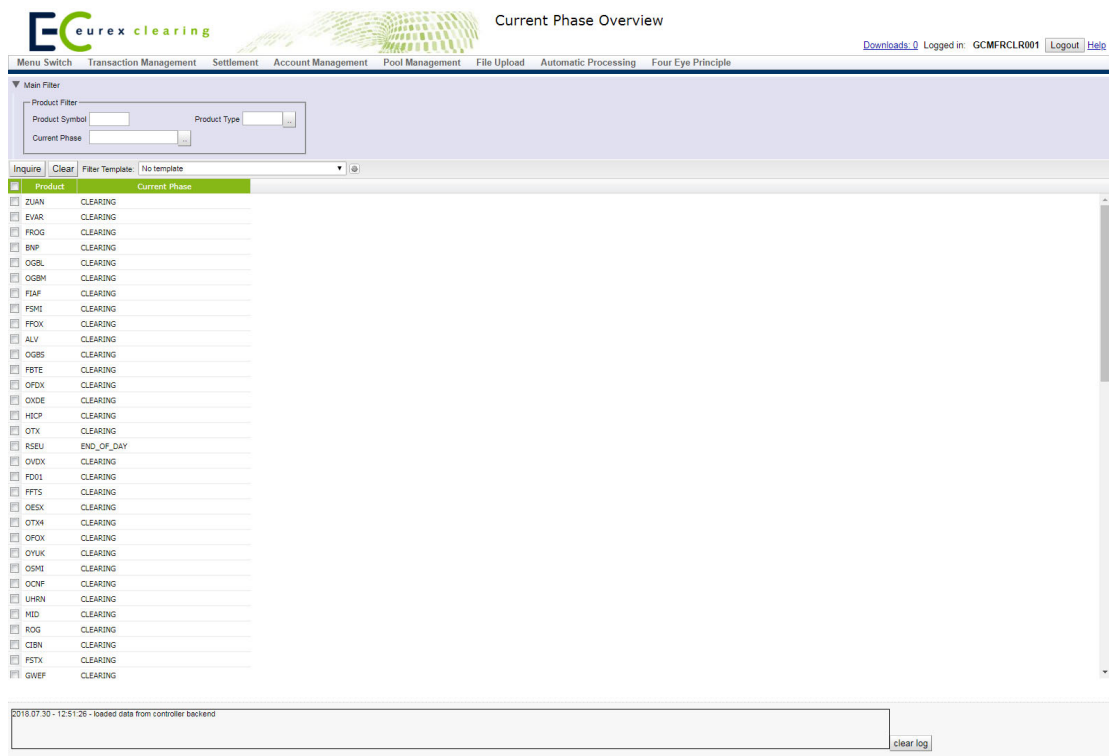 EC eurex clearing
Current Phase Overview
Downloads: 0 Logged in: GCMFRCLR001 Logout Help
Menu Switch Transaction Management Settlement Account Management Pool Management File Upload Automatic Processing Four Eye Principle
Main Filter
Product Filter
Product Symbol Product Type ..
Current Phase ..
Inquire Clear Filter Template: No template
Product Current Phase
ZUAN CLEARING
EVAR CLEARING
FROG CLEARING
BNP CLEARING
OGBL CLEARING
OGBM CLEARING
FIAF CLEARING
FSMI CLEARING
FFOX CLEARING
ALV CLEARING
OGBS CLEARING
FBTE CLEARING
OFDX CLEARING
OXDE CLEARING
HICP CLEARING
OTX CLEARING
RSEU END_OF_DAY
OVDX CLEARING
FD01 CLEARING
FFTS CLEARING
OESX CLEARING
OTX4 CLEARING
OFOX CLEARING
OYUK CLEARING
OSMI CLEARING
OCNF CLEARING
UHRN CLEARING
MID CLEARING
ROG CLEARING
CIBN CLEARING
FSTX CLEARING
GWEF CLEARING
2018.07.30 - 12:51:26 - loaded data from controller backend
clear log